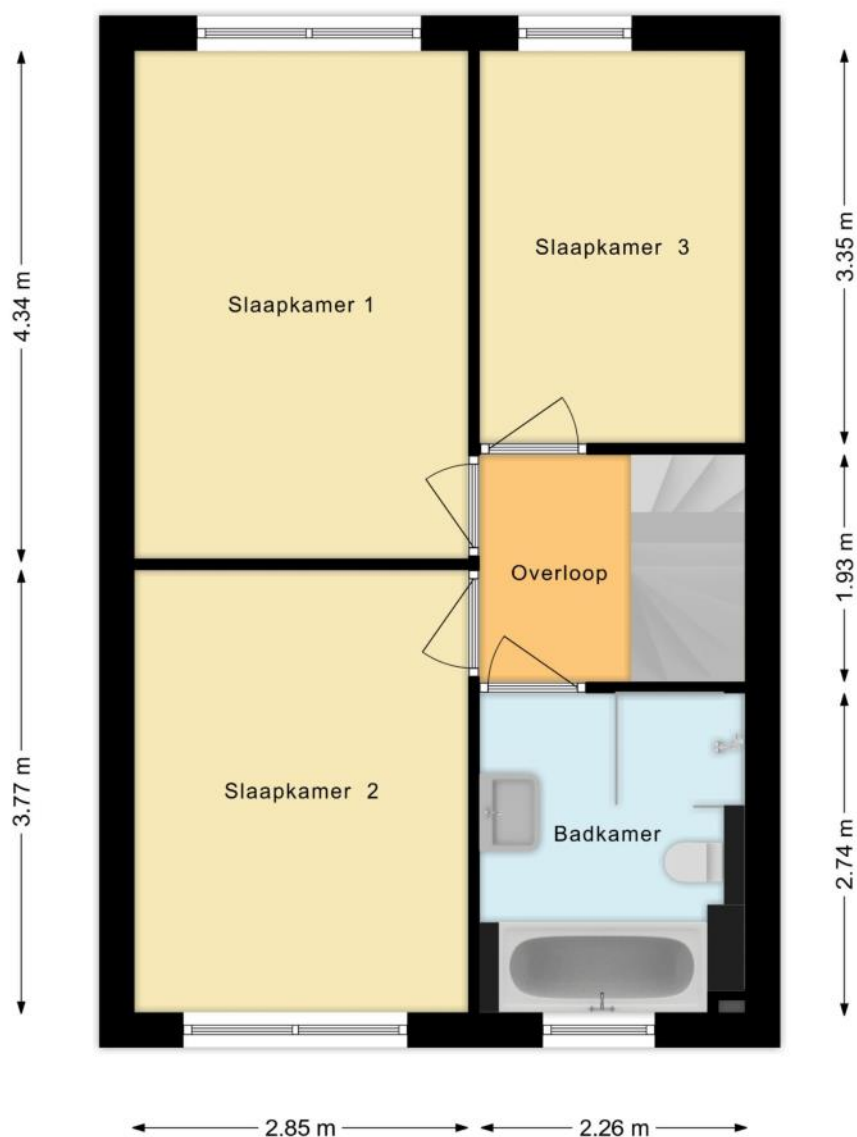 Slaapkamer 3
Slaapkamer 1
Overloop
Slaapkamer 2
Badkamer
4.34 m
3.77 m
3.35 m
1.93 m
2.74 m
2.85 m
2.26 m